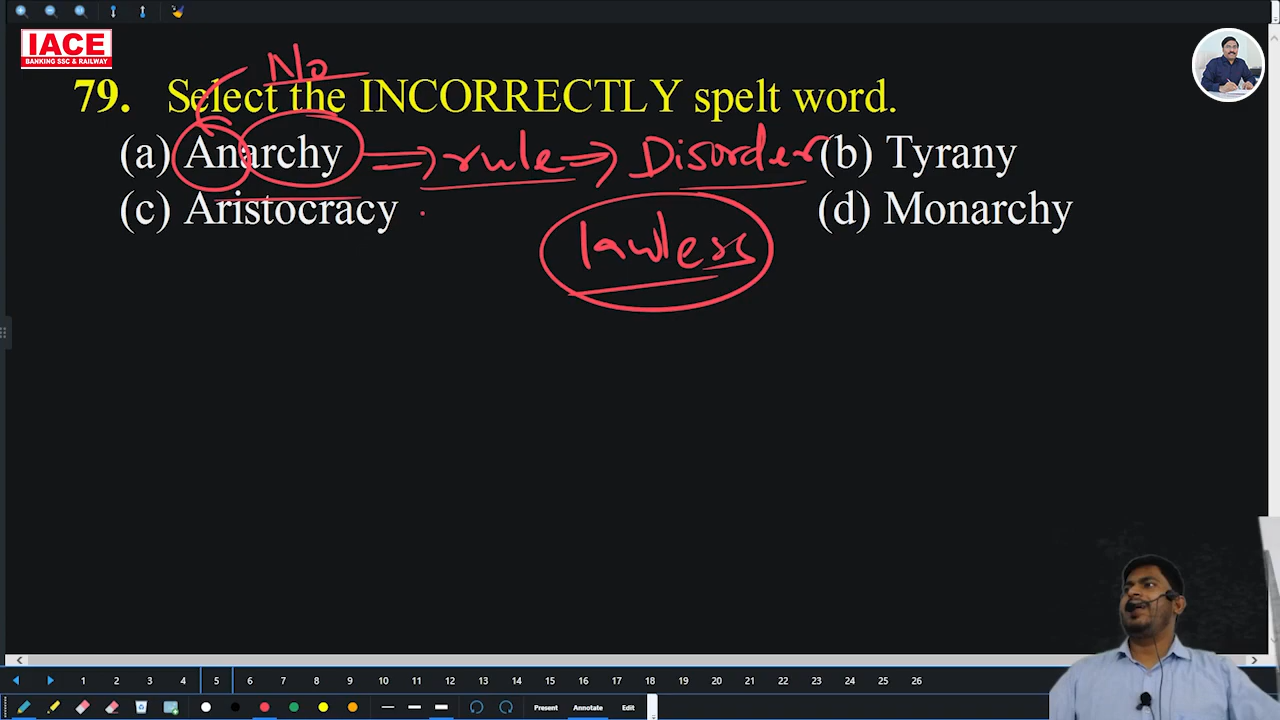 IACE
BANKING SSC & RAILWAY
No
79. Select the INCORRECTLY spelt word.
(a) Anarchy ⇒ rule ⇒ Disorder (b) Tyrany
(c) Aristocracy (d) Monarchy
lawless
1 2 3 4 5 6 7 8 9 10 11 12 13 14 15 16 17 18 19 20 21 22 23 24 25 26
Present Annotate Edit